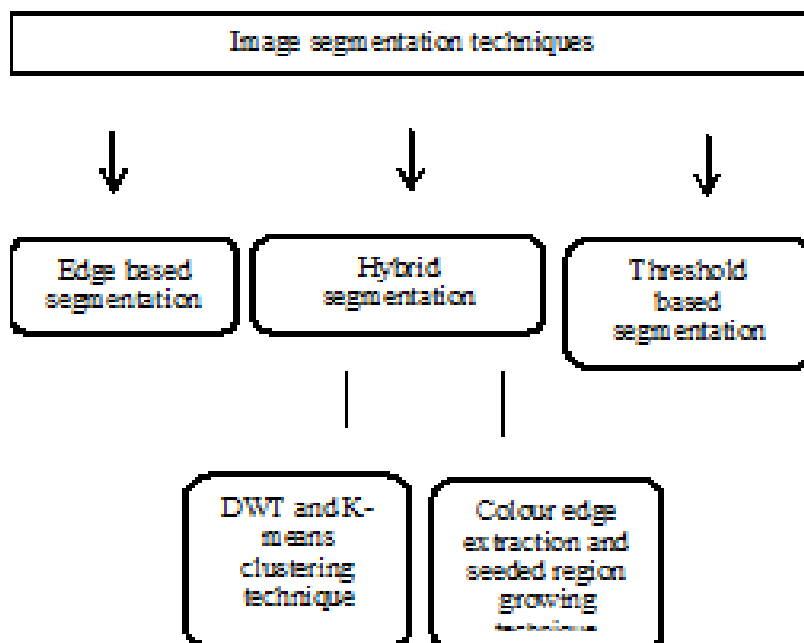 Image segmentation techniques
Edge based
segmentation
Hybrid
segmentation
Threshold
based
segmentation
DWT and K-
means
clustering
technique
Colour edge
extraction and
seeded region
growing
technique